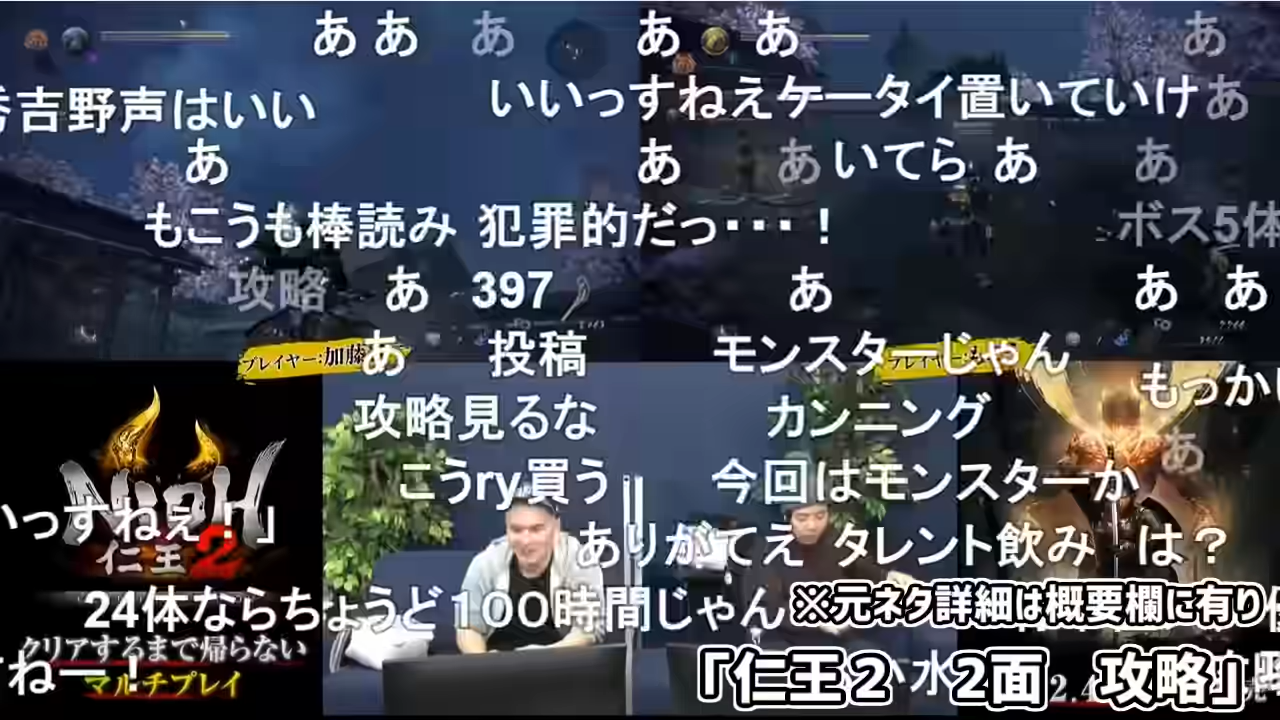 ああ あ あ あ あ
秀吉野声はいい いいっすねえケータイ置いていけ あ
あ あ あ いてら あ あ
もこうも棒読み 犯罪的だっ・・・！ ボス5体
攻略 あ 397 あ あ あ
プレイヤー:加藤
あ 投稿 モンスターじゃん
もっか
攻略見るな カンニング
あ
こうry買う 今回はモンスターか
NIOH
いっすねぇ！」
仁王2
ありがてえ タレント飲み は？
24体ならちょうど100時間じゃん
※元ネタ詳細は概要欄に有り
クリアするまで帰らない
すねー！
マルチプレイ
「仁王２　２面　攻略」